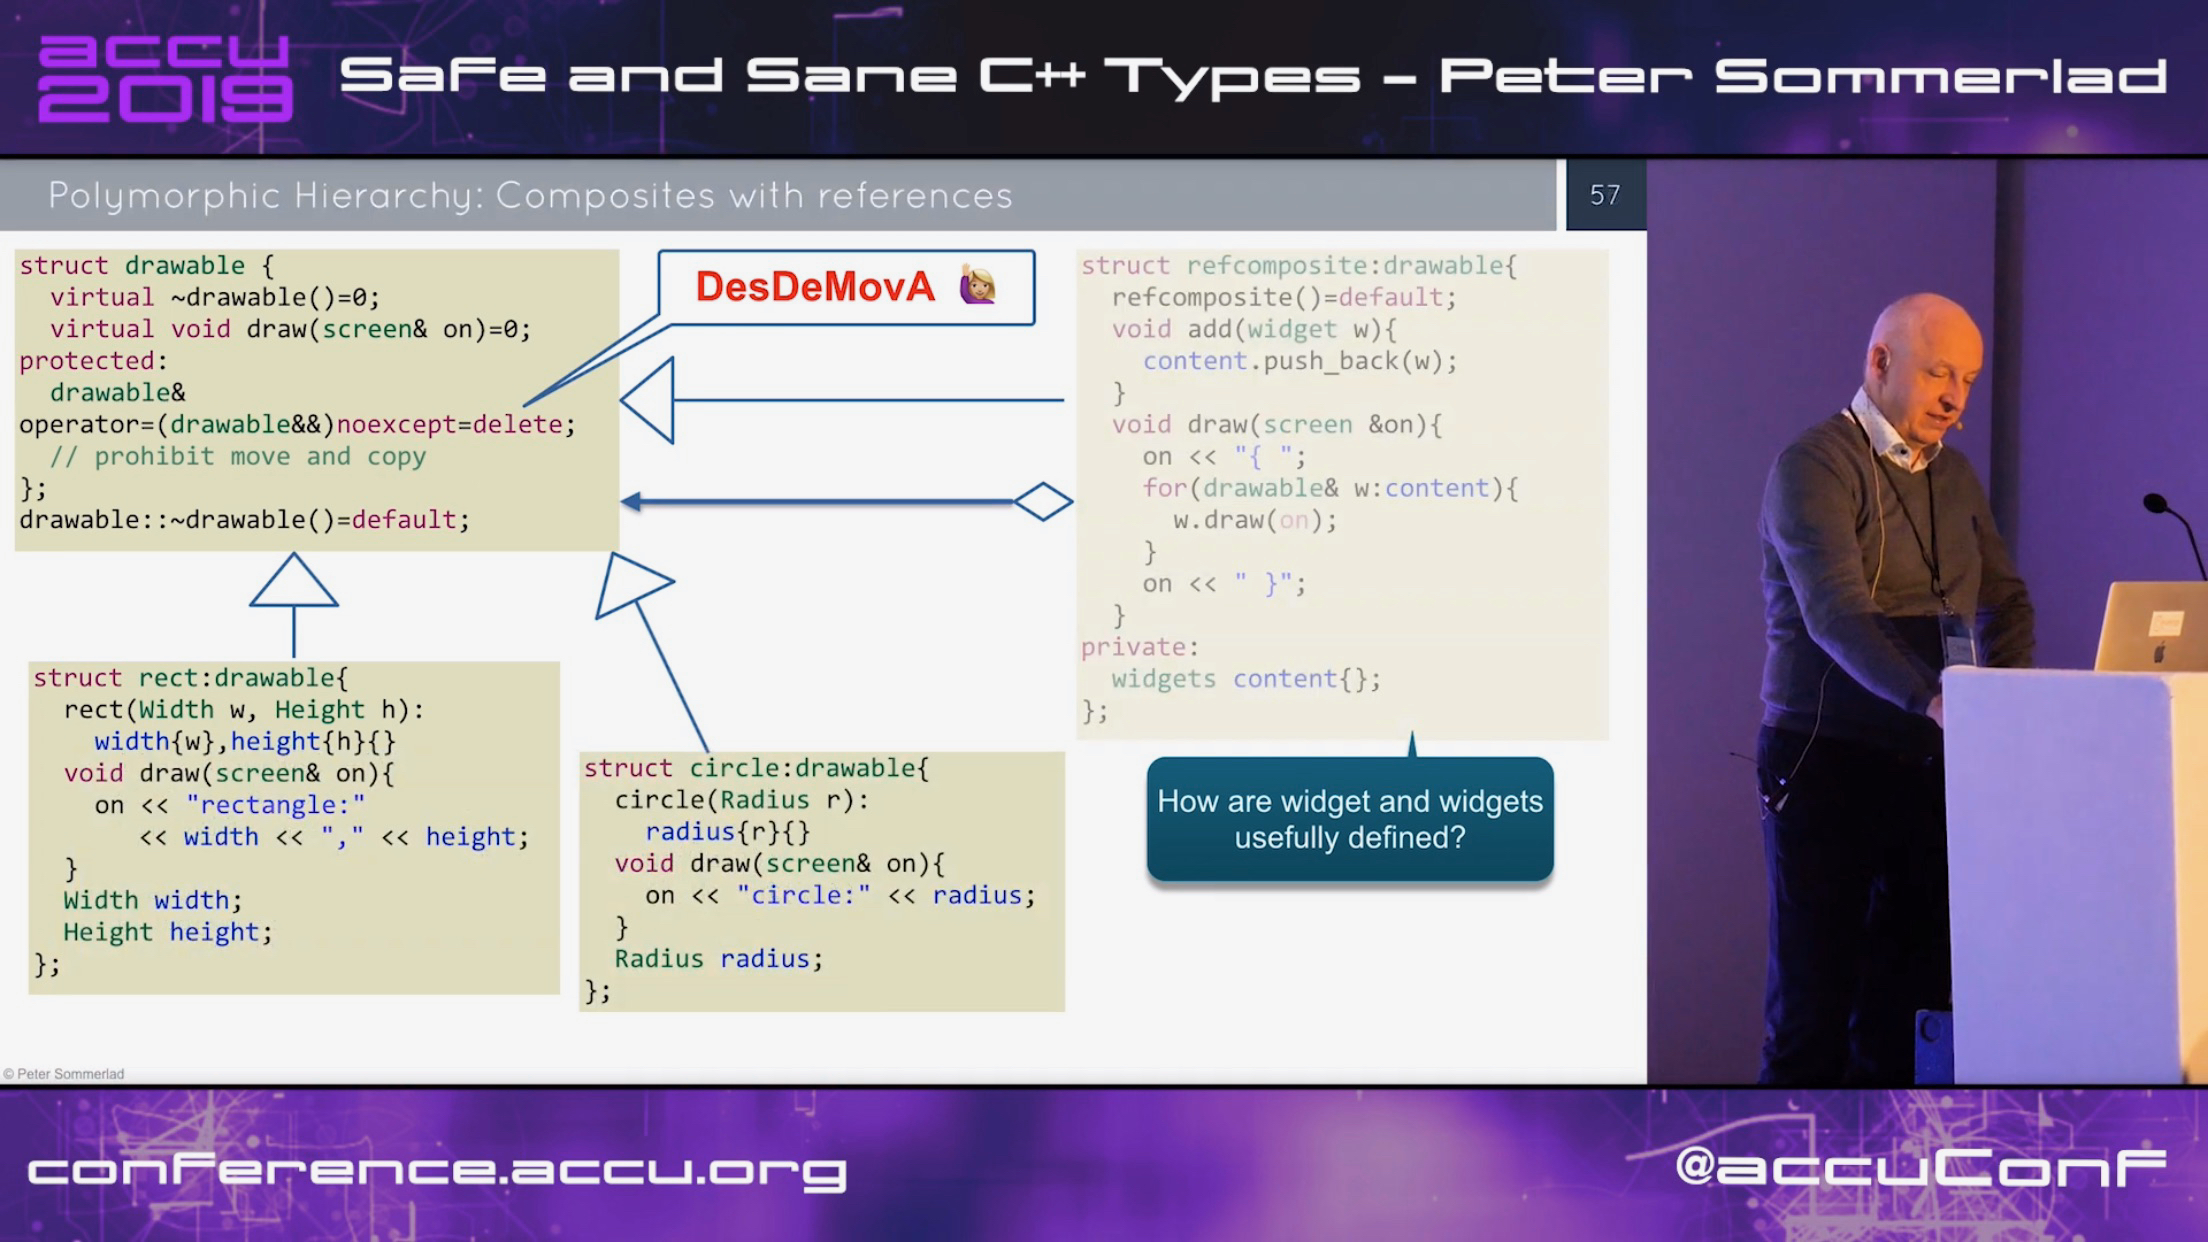 accu
2019
Safe and Sane C++ Types - Peter Sommerlad
Polymorphic Hierarchy: Composites with references
57
struct drawable {
  virtual ~drawable()=0;
  virtual void draw(screen& on)=0;
protected:
  drawable&
operator=(drawable&&)noexcept=delete;
  // prohibit move and copy
};
drawable::~drawable()=default;
DesDeMovA
struct refcomposite:drawable{
  refcomposite()=default;
  void add(widget w){
    content.push_back(w);
  }
  void draw(screen &on){
    on << "{ ";
    for(drawable& w:content){
      w.draw(on);
    }
    on << " }";
  }
private:
  widgets content{};
};
struct rect:drawable{
  rect(Width w, Height h):
    width{w},height{h}{}
  void draw(screen& on){
    on << "rectangle:"
       << width << "," << height;
  }
  Width width;
  Height height;
};
struct circle:drawable{
  circle(Radius r):
    radius{r}{}
  void draw(screen& on){
    on << "circle:" << radius;
  }
  Radius radius;
};
How are widget and widgets
usefully defined?
© Peter Sommerlad
conference.accu.org
@accuConf